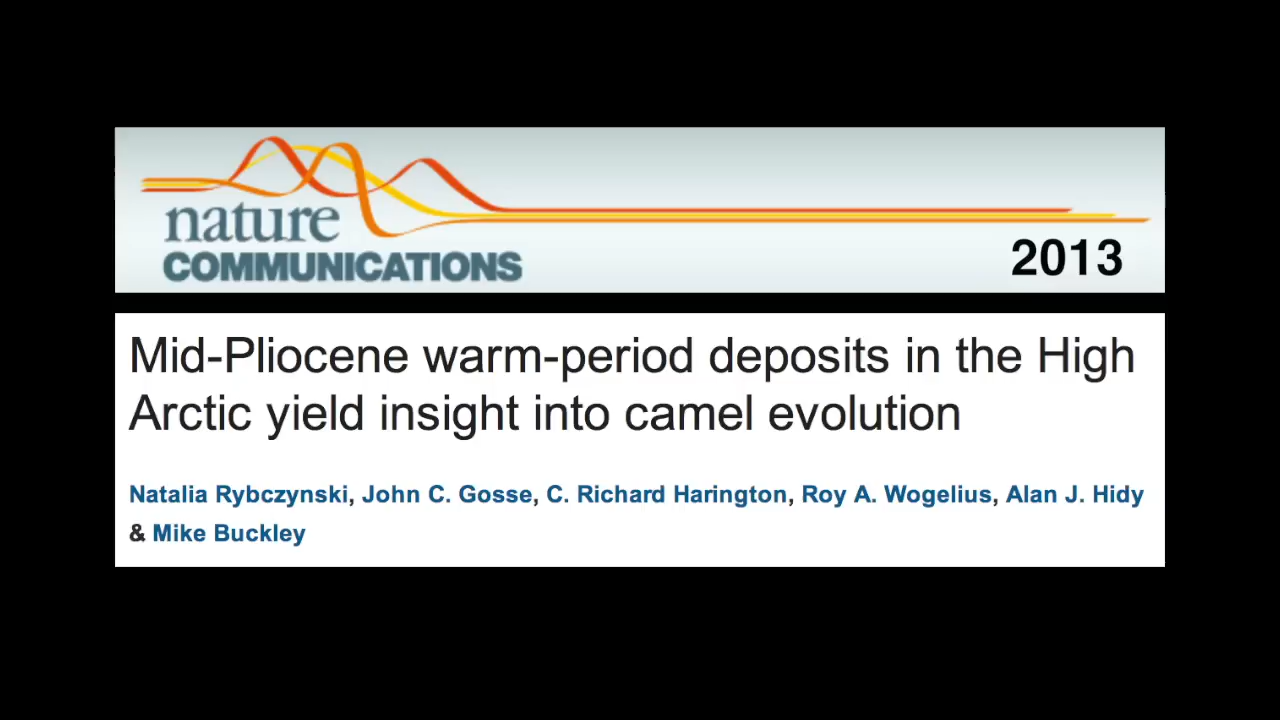 nature
COMMUNICATIONS
2013
Mid-Pliocene warm-period deposits in the High
Arctic yield insight into camel evolution
Natalia Rybczynski, John C. Gosse, C. Richard Harington, Roy A. Wogelius, Alan J. Hidy
& Mike Buckley